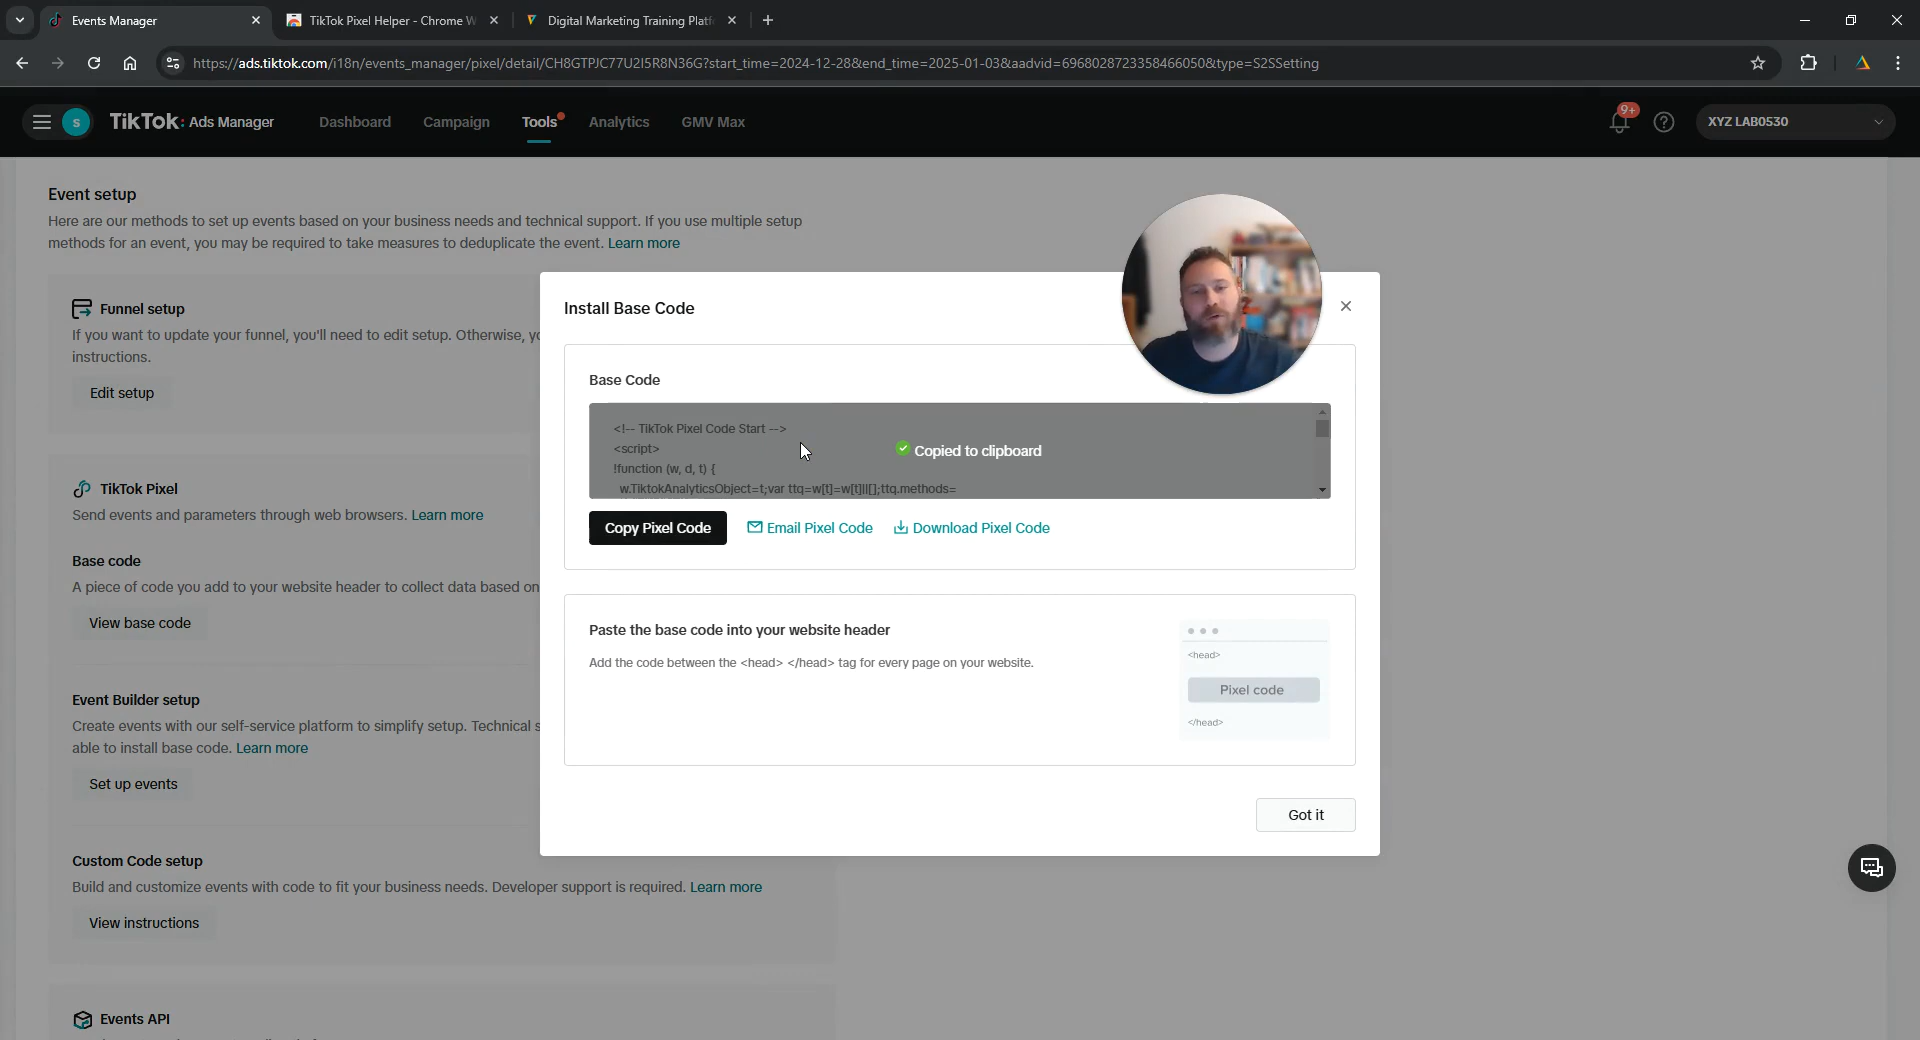 Events Manager
TikTok Pixel Helper - Chrome W
Digital Marketing Training Platf
https://ads.tiktok.com/i18n/events_manager/pixel/detail/CH8GTPJC77U2I5R8N36G?start_time=2024-12-28&end_time=2025-01-03&aadvid=6968028723358466050&type=S2SSetting
S
TikTok: Ads Manager
Dashboard
Campaign
Tools
Analytics
GMV Max
9+
XYZ LAB0530
Event setup
Here are our methods to set up events based on your business needs and technical support. If you use multiple setup
methods for an event, you may be required to take measures to deduplicate the event. Learn more
Funnel setup
If you want to update your funnel, you'll need to edit setup. Otherwise, yo
instructions.
Edit setup
TikTok Pixel
Send events and parameters through web browsers. Learn more
Base code
A piece of code you add to your website header to collect data based on
View base code
Event Builder setup
Create events with our self-service platform to simplify setup. Technical s
able to install base code. Learn more
Set up events
Custom Code setup
Build and customize events with code to fit your business needs. Developer support is required. Learn more
View instructions
Events API
Install Base Code
Base Code
<!-- TikTok Pixel Code Start -->
<script>
!function (w, d, t) {
w.TiktokAnalyticsObject=t;var ttq=w[t]=w[t]||[];ttq.methods=
Copied to clipboard
Copy Pixel Code
Email Pixel Code
Download Pixel Code
Paste the base code into your website header
Add the code between the <head> </head> tag for every page on your website.
<head>
Pixel code
</head>
Got it